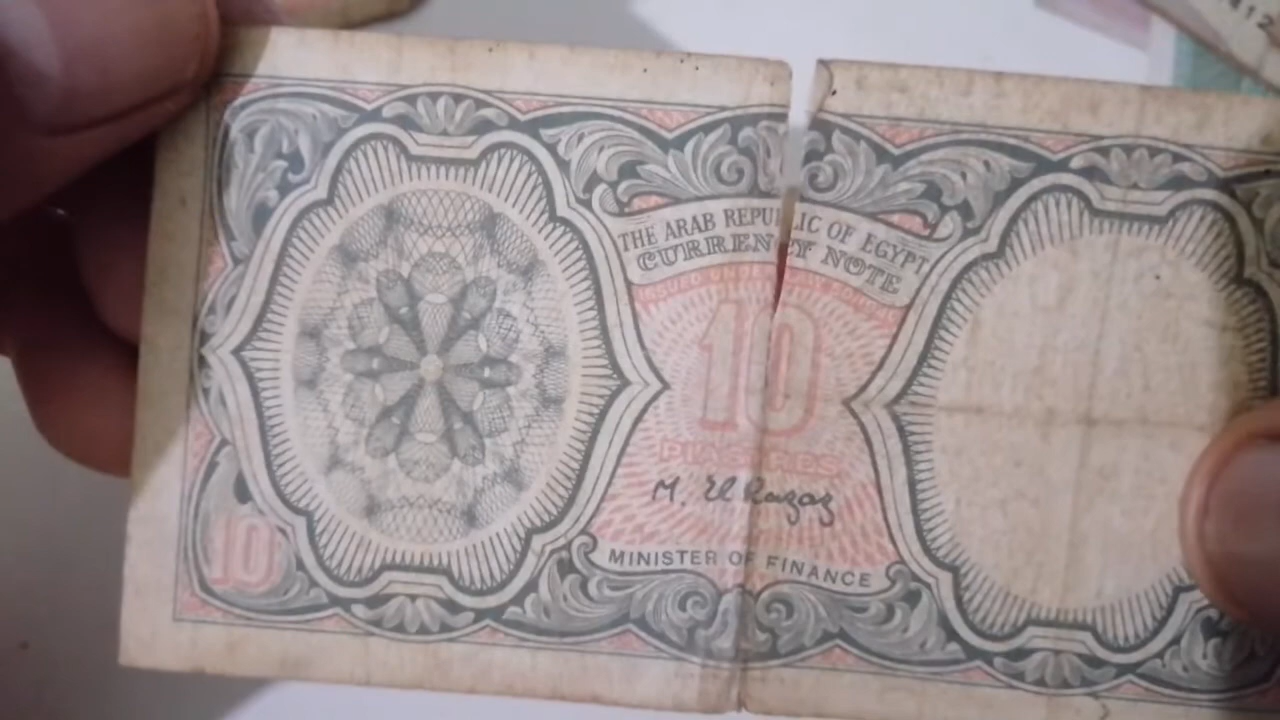 THE ARAB REPUBLIC OF EGYPT
CURRENCY NOTE
10
PIASTRES
M. El Razaz
MINISTER OF FINANCE
10